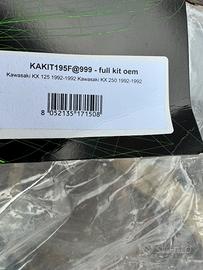 KAKIT195F@999 - full kit oem
Kawasaki KX 125 1992-1992 Kawasaki KX 250 1992-1992
8 052135 171508